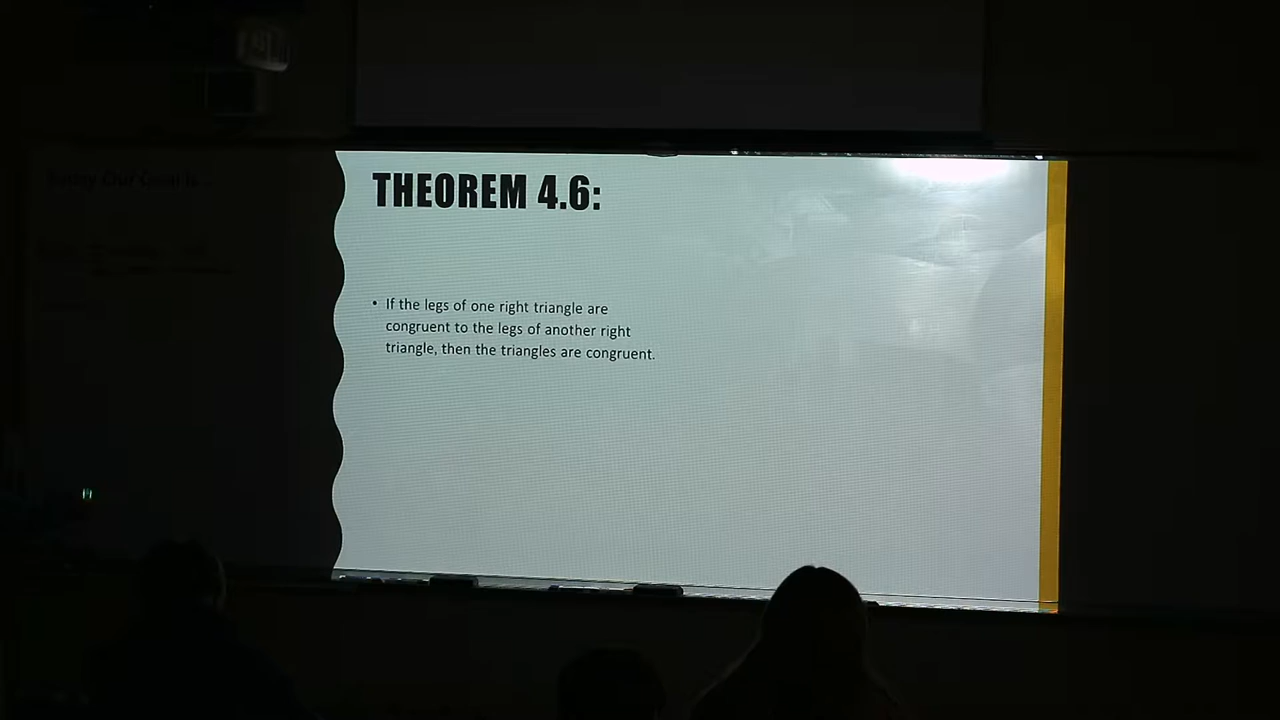 THEOREM 4.6:
• If the legs of one right triangle are
congruent to the legs of another right
triangle, then the triangles are congruent.